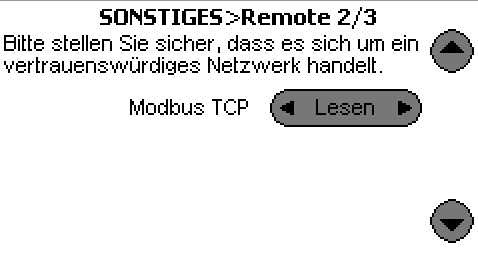 SONSTIGES>Remote 2/3
Bitte stellen Sie sicher, dass es sich um ein
vertrauenswürdiges Netzwerk handelt.
Modbus TCP Lesen